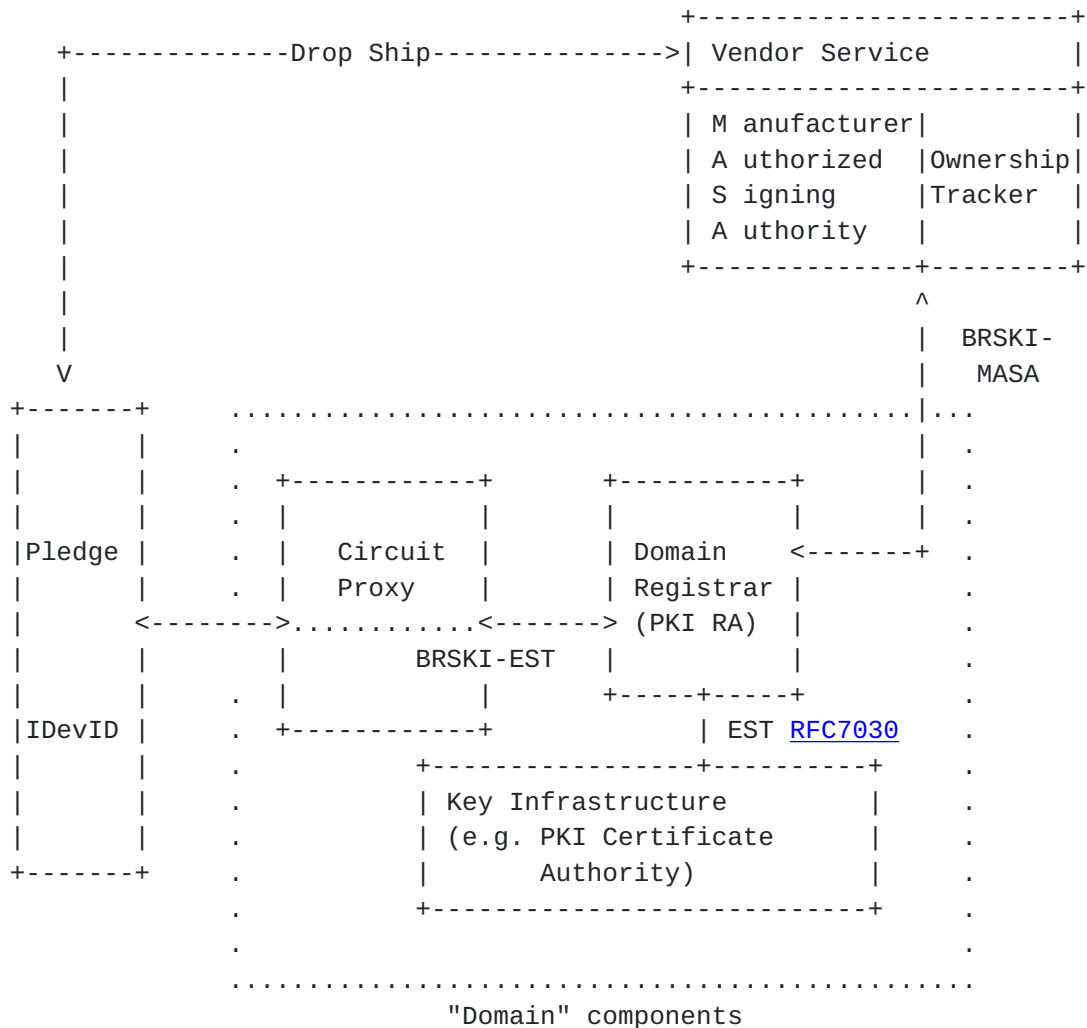 Drop Ship
Vendor Service
M anufacturer
A uthorized Ownership
S igning Tracker
A uthority
BRSKI-
V MASA
Pledge Circuit Domain
Proxy Registrar
(PKI RA)
BRSKI-EST
IDevID EST RFC7030
Key Infrastructure
(e.g. PKI Certificate
Authority)
"Domain" components